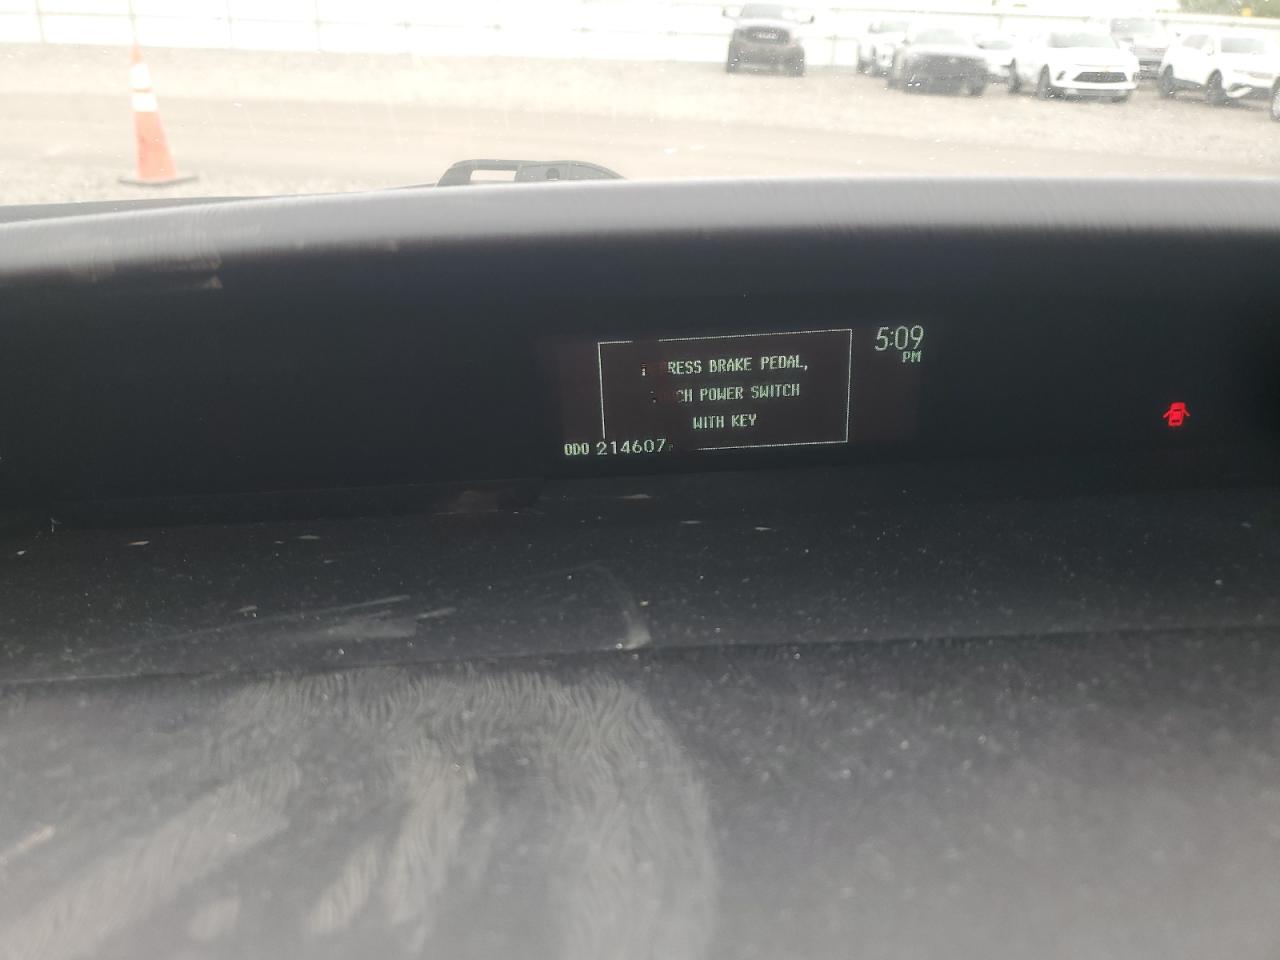 5:09
PM
RESS BRAKE PEDAL,
CH POWER SWITCH
WITH KEY
ODO 214607